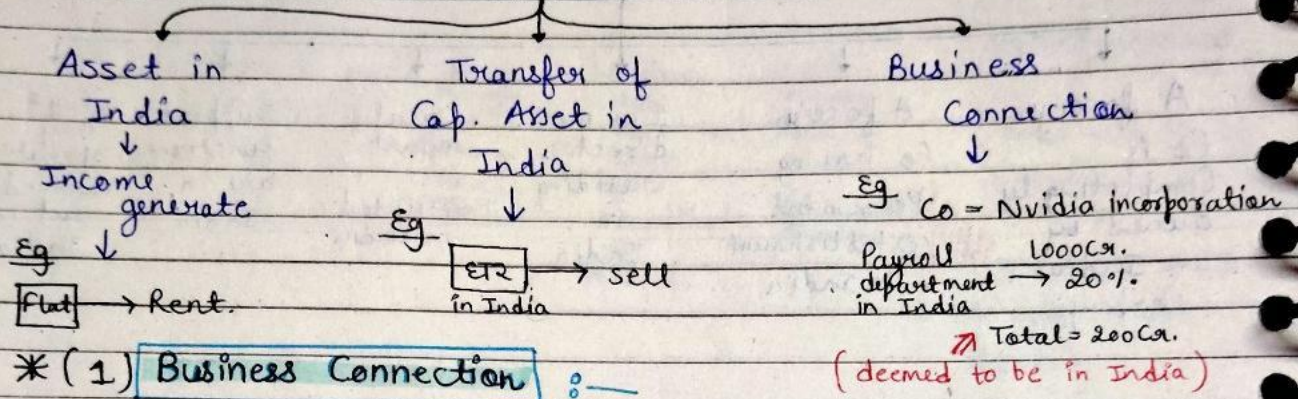 Asset in
India
Income
generate
Eg
Flat → Rent.
Transfer of
Cap. Asset in
India
Eg
घर → sell
in India
Business
Connection
Eg Co = Nvidia incorporation
Payroll 1000Cr.
department → 20%.
in India
Total = 200Cr.
(deemed to be in India)
* (1) Business Connection :—